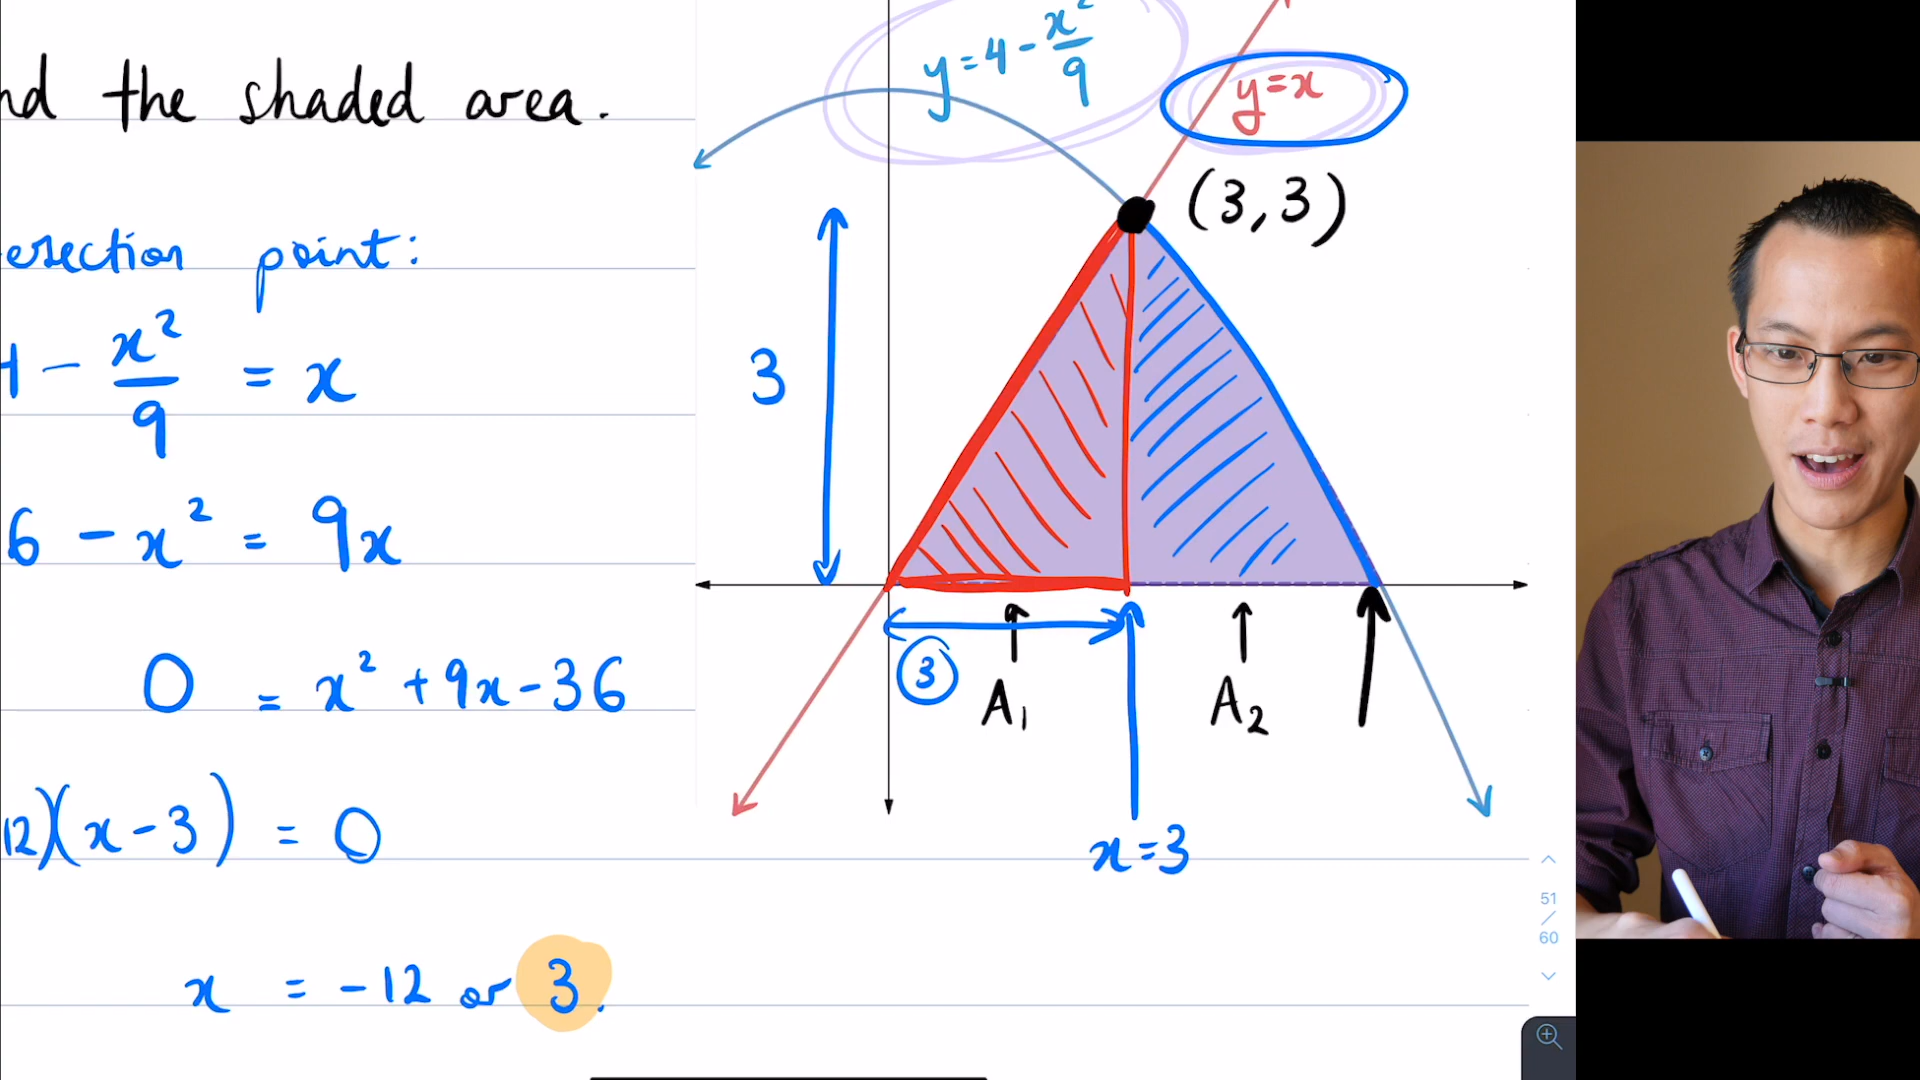 nd the shaded area.
ersection point:
4 - x²/9 = x
6 - x² = 9x
0 = x² + 9x - 36
12)(x - 3) = 0
x = -12 or 3.
y = 4 - x²/9
y = x
(3, 3)
3
3
A₁
A₂
x = 3
51
/
60